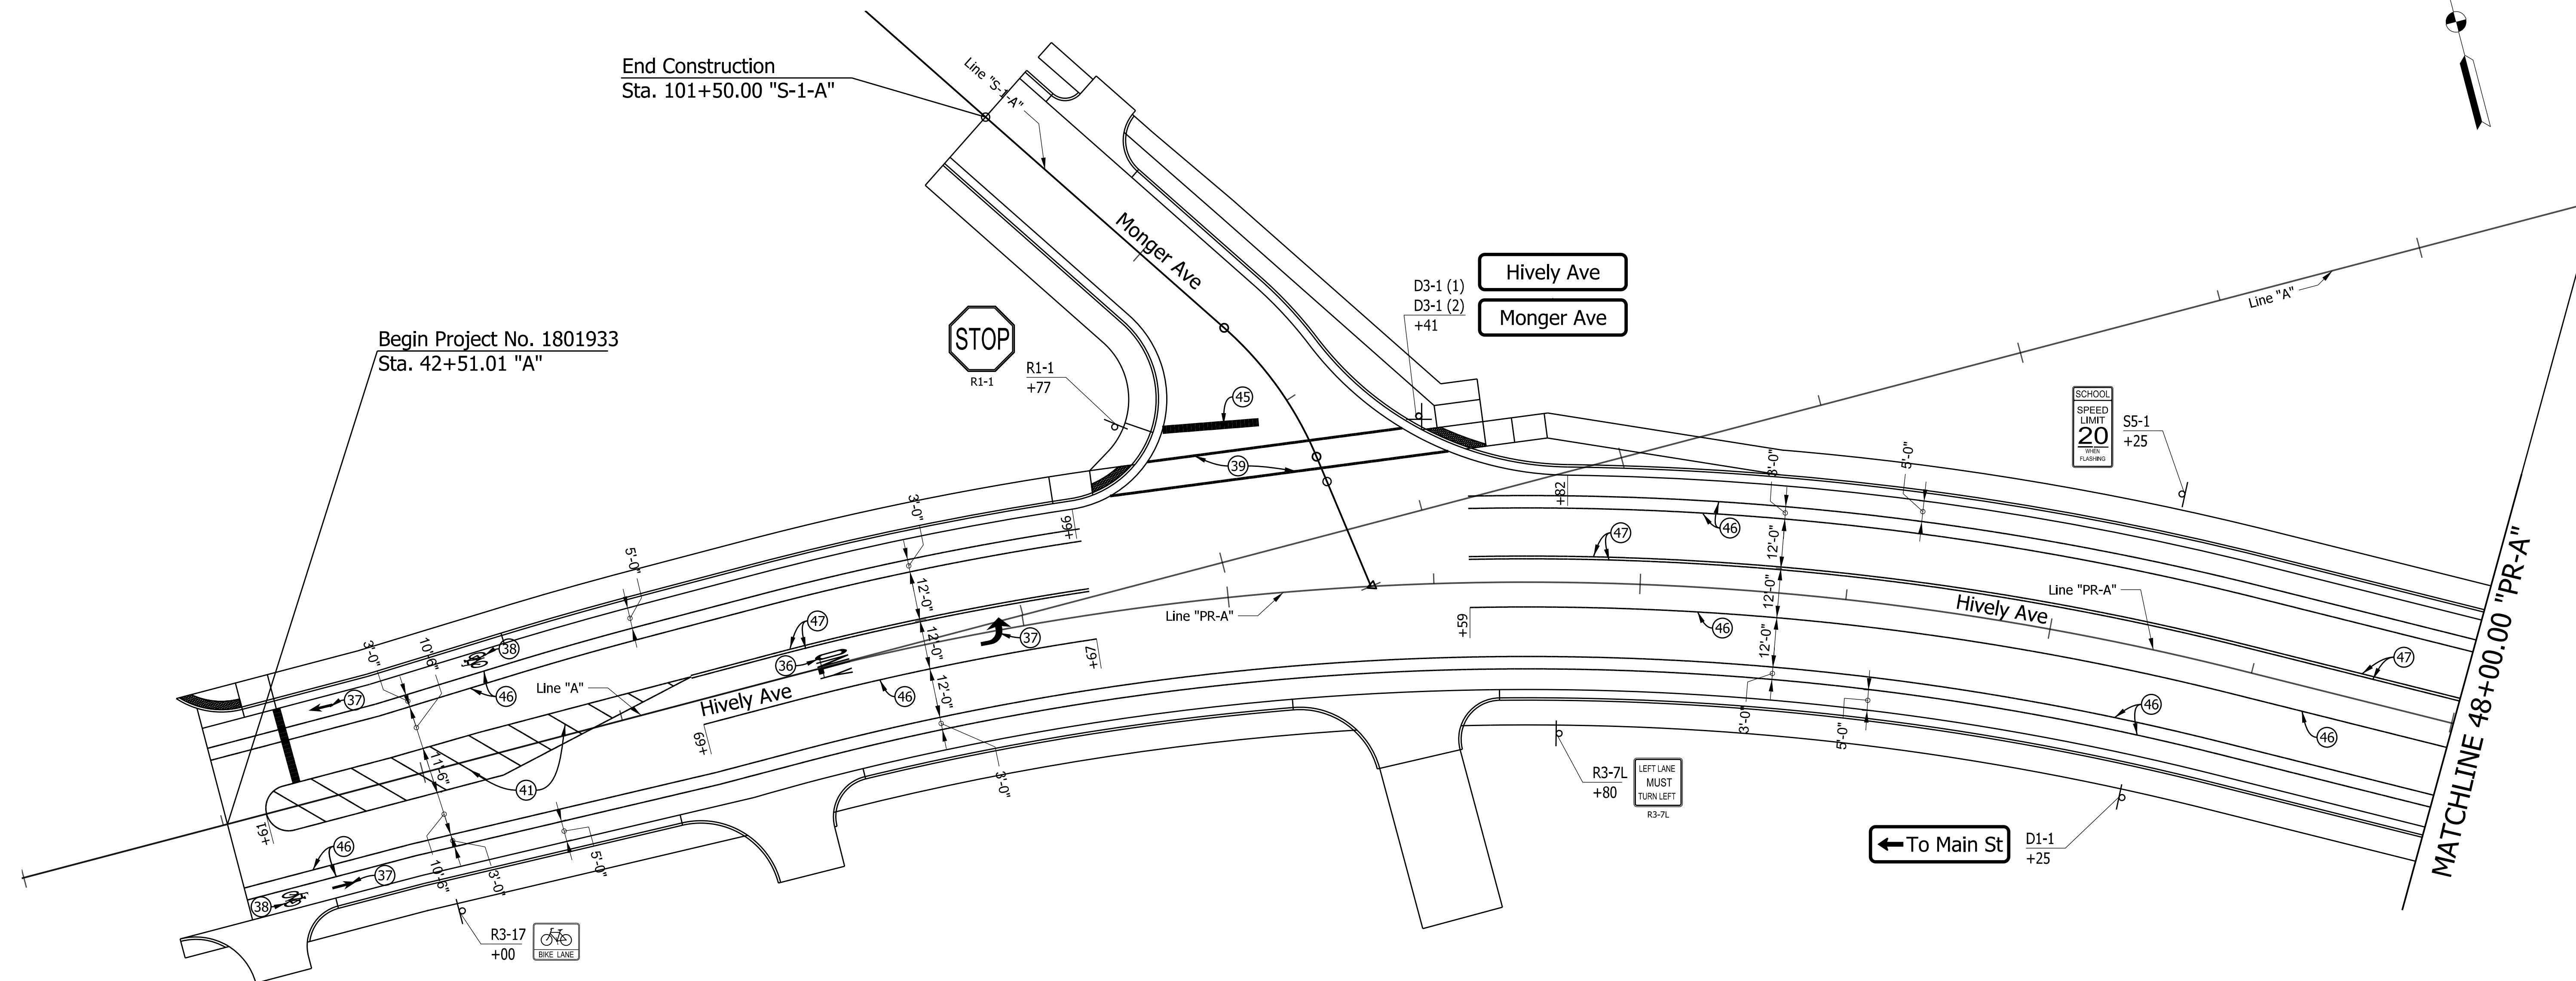 End Construction
Sta. 101+50.00 "S-1-A"
Line "S-1-A"
Monger Ave
Begin Project No. 1801933
Sta. 42+51.01 "A"
STOP
R1-1
R1-1
+77
45
39
D3-1 (1)
D3-1 (2)
+41
Hively Ave
Monger Ave
Line "A"
SCHOOL
SPEED
LIMIT
20
WHEN
FLASHING
S5-1
+25
+82
3'-0"
5'-0"
46
47
12'-0"
12'-0"
12'-0"
3'-0"
5'-0"
Line "PR-A"
Hively Ave
+59
46
47
46
46
MATCHLINE 48+00.00 "PR-A"
+66
3'-0"
5'-0"
12'-0"
12'-0"
12'-0"
3'-0"
47
36
37
Line "PR-A"
+67
46
+69
Hively Ave
Line "A"
38
46
37
3'-0"
10'-6"
11'-6"
10'-6"
3'-0"
5'-0"
41
+61
46
37
38
R3-17
+00
BIKE LANE
R3-7L
+80
LEFT LANE
MUST
TURN LEFT
R3-7L
To Main St
D1-1
+25